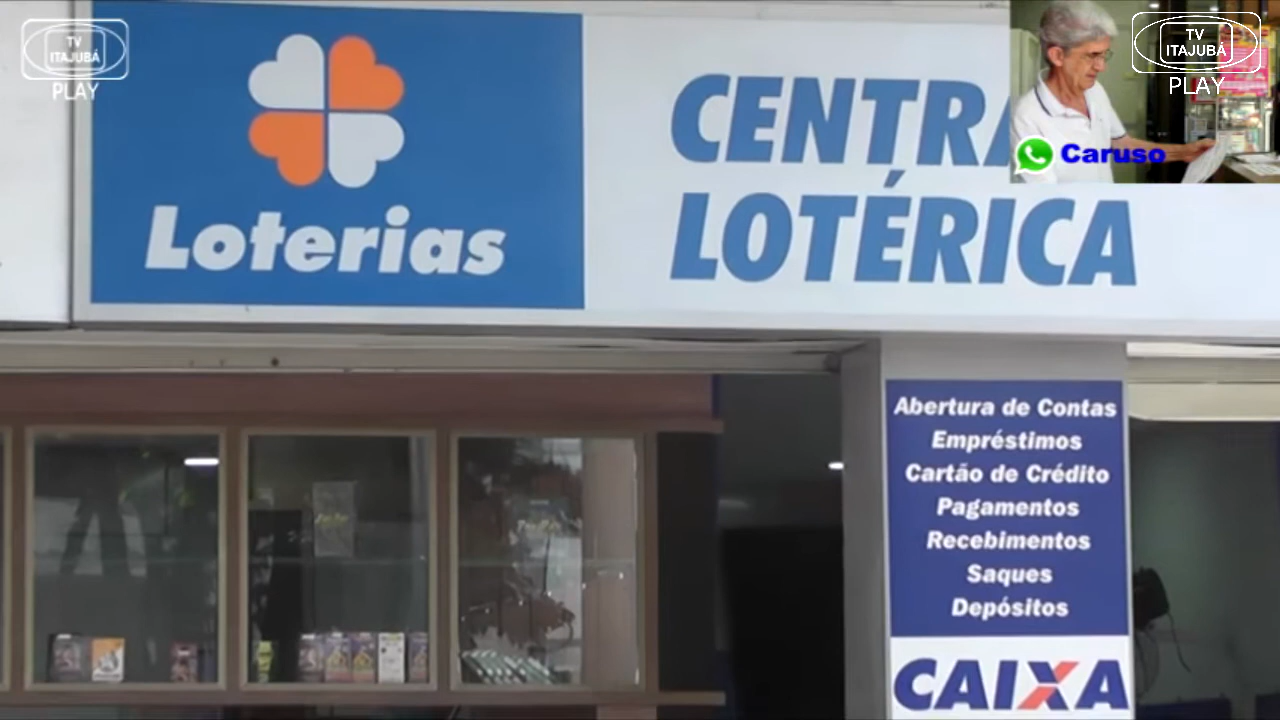 TV
ITAJUBÁ
PLAY
Loterias
CENTRA
LOTÉRICA
TV
ITAJUBÁ
PLAY
Caruso
Abertura de Contas
Empréstimos
Cartão de Crédito
Pagamentos
Recebimentos
Saques
Depósitos
CAIXA